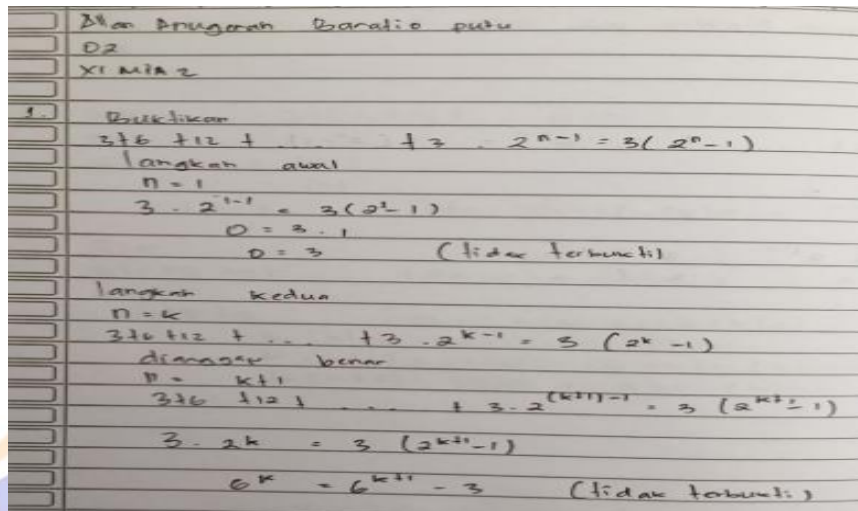 Anugerah putu
02
XI MIA 2
1. Buktikan
3+6 +12 + .... +3 . 2^{n-1} = 3( 2^n - 1)
langkah awal
n = 1
3 . 2^{1-1} = 3(2^1 - 1)
0 = 3 . 1
0 = 3 (tidak terbukti)
langkah kedua
n = k
3+6 +12 + ... +3 . 2^{k-1} = 3 (2^k - 1)
dianggap benar
n = k+1
3+6 +12 + .... + 3 . 2^{(k+1)-1} = 3 (2^{k+1} - 1)
3 . 2k = 3 (2^{k+1} - 1)
6^k = 6^{k+1} - 3 (tidak terbukti)